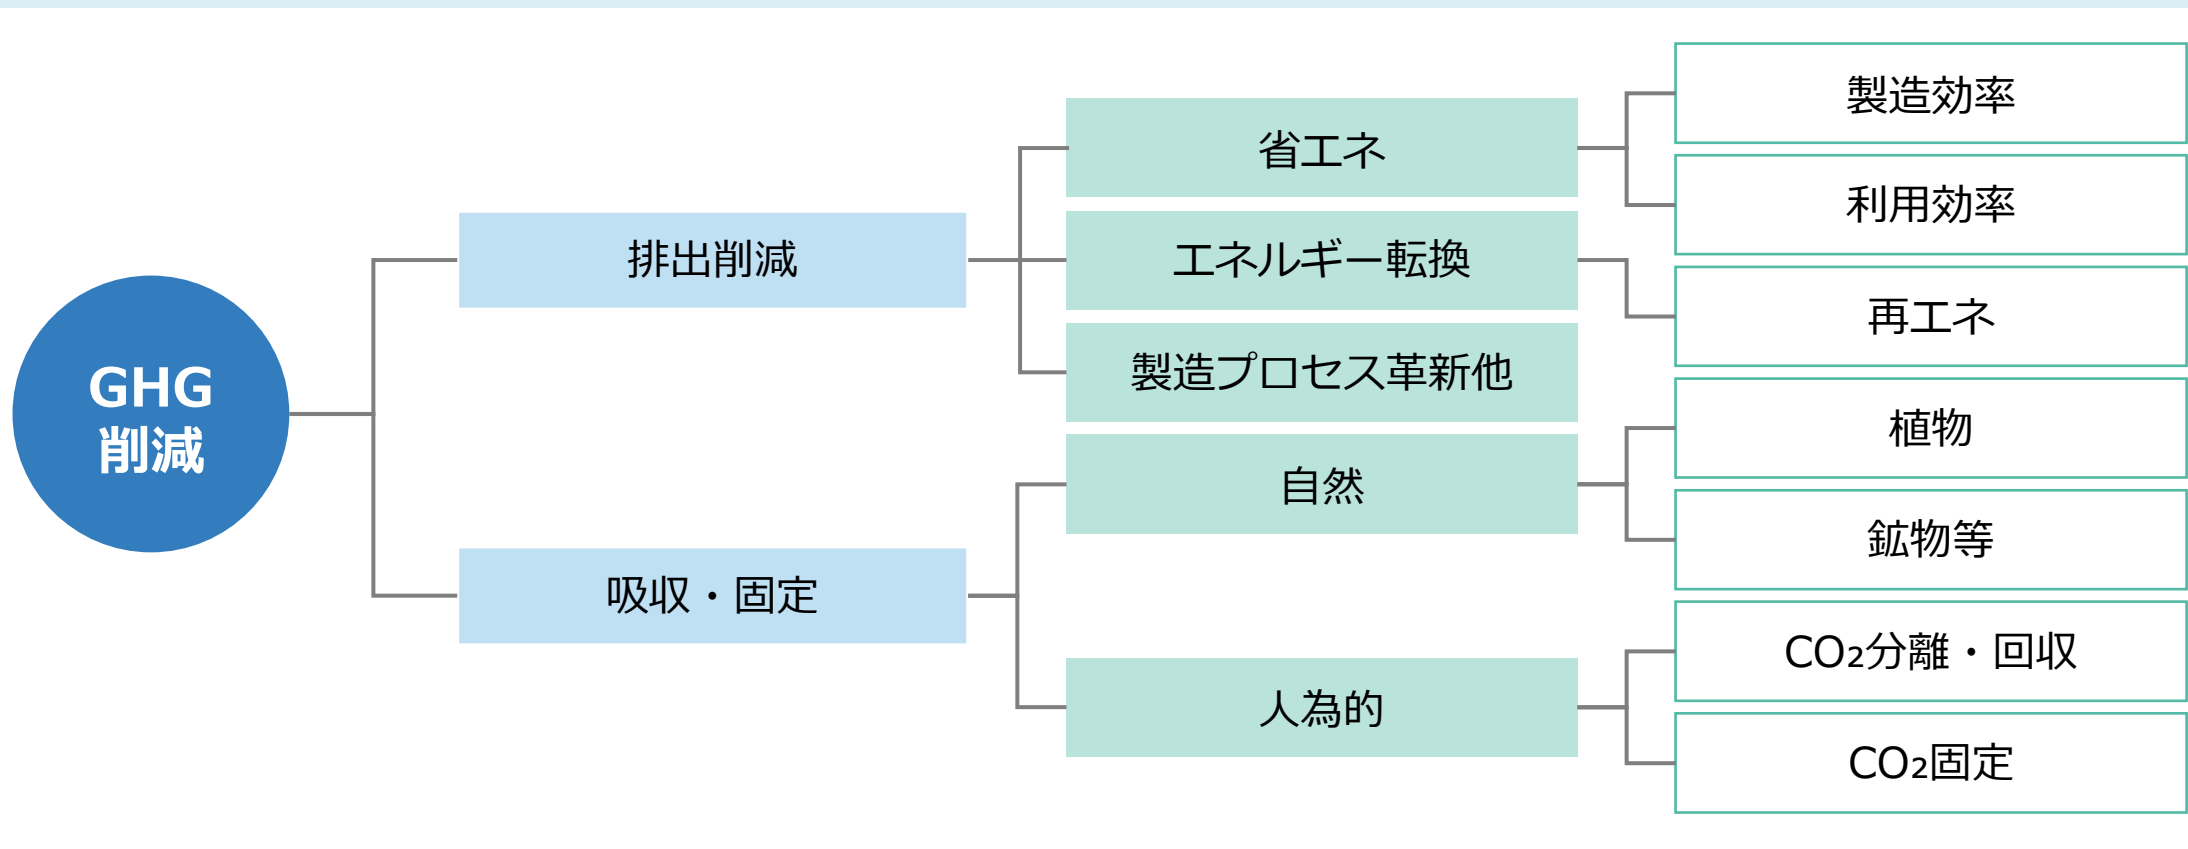 GHG
削減
排出削減
吸収・固定
省エネ
エネルギー転換
製造プロセス革新他
自然
人為的
製造効率
利用効率
再エネ
植物
鉱物等
CO₂分離・回収
CO₂固定